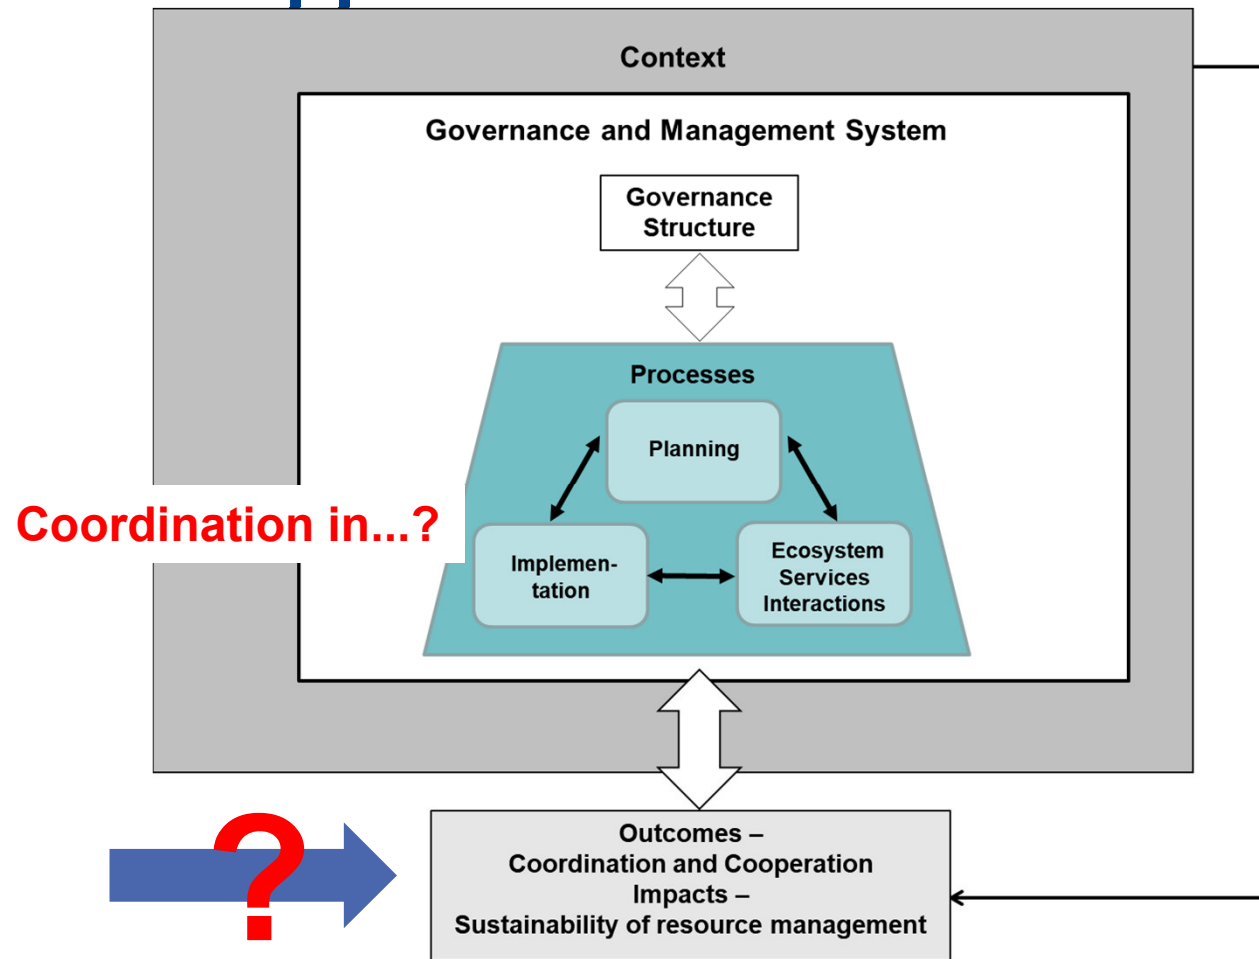 Context
Governance and Management System
Governance
Structure
Processes
Planning
Coordination in...?
Implemen-
tation
Ecosystem
Services
Interactions
?
Outcomes –
Coordination and Cooperation
Impacts –
Sustainability of resource management